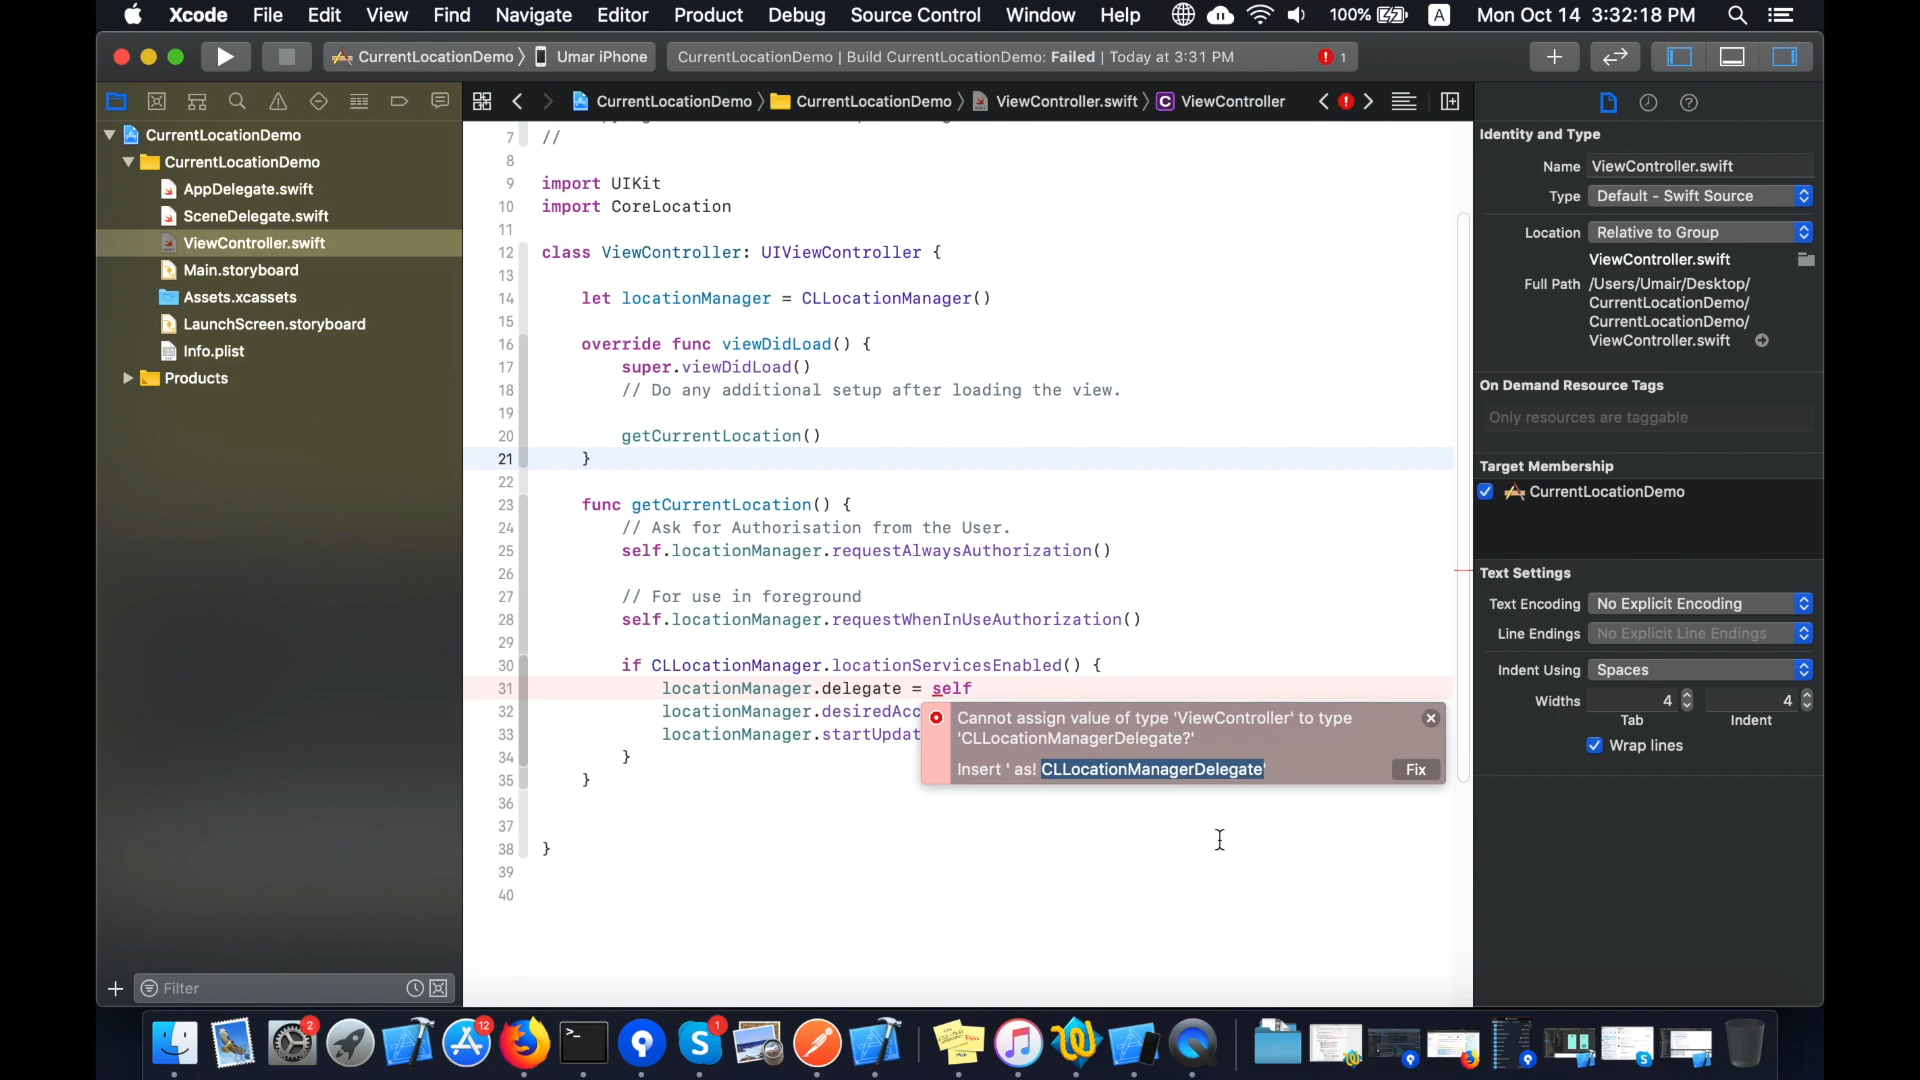 Xcode File Edit View Find Navigate Editor Product Debug Source Control Window Help 100% A Mon Oct 14 3:32:18 PM
CurrentLocationDemo Umar iPhone
CurrentLocationDemo | Build CurrentLocationDemo: Failed | Today at 3:31 PM 1
CurrentLocationDemo
CurrentLocationDemo
AppDelegate.swift
SceneDelegate.swift
ViewController.swift
Main.storyboard
Assets.xcassets
LaunchScreen.storyboard
Info.plist
Products
Filter
CurrentLocationDemo CurrentLocationDemo ViewController.swift C ViewController
7 //
8
9 import UIKit
10 import CoreLocation
11
12 class ViewController: UIViewController {
13
14 let locationManager = CLLocationManager()
15
16 override func viewDidLoad() {
17 super.viewDidLoad()
18 // Do any additional setup after loading the view.
19
20 getCurrentLocation()
21 }
22
23 func getCurrentLocation() {
24 // Ask for Authorisation from the User.
25 self.locationManager.requestAlwaysAuthorization()
26
27 // For use in foreground
28 self.locationManager.requestWhenInUseAuthorization()
29
30 if CLLocationManager.locationServicesEnabled() {
31 locationManager.delegate = self
32 locationManager.desiredAcc
33 locationManager.startUpdat
34 }
35 }
36
37
38 }
39
40
Cannot assign value of type 'ViewController' to type
'CLLocationManagerDelegate?'
Insert ' as! CLLocationManagerDelegate' Fix
Identity and Type
Name ViewController.swift
Type Default - Swift Source
Location Relative to Group
ViewController.swift
Full Path /Users/Umair/Desktop/
CurrentLocationDemo/
CurrentLocationDemo/
ViewController.swift
On Demand Resource Tags
Only resources are taggable
Target Membership
CurrentLocationDemo
Text Settings
Text Encoding No Explicit Encoding
Line Endings No Explicit Line Endings
Indent Using Spaces
Widths 4 4
Tab Indent
Wrap lines
2 12 1